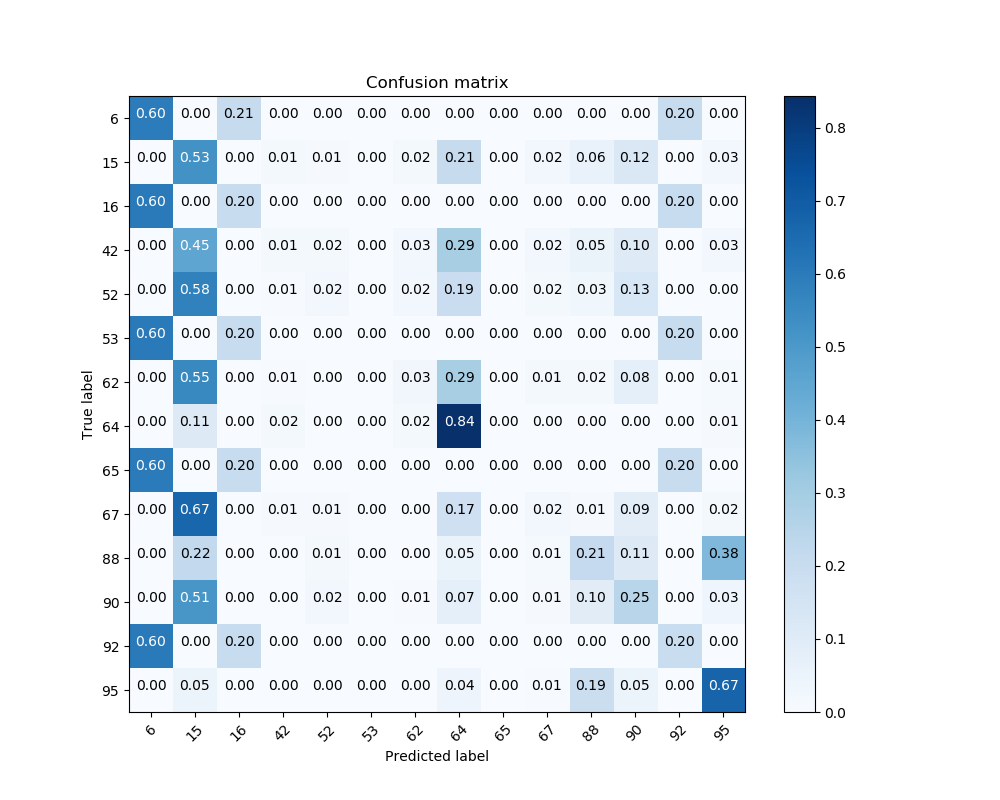 Confusion matrix
6 0.60 0.00 0.21 0.00 0.00 0.00 0.00 0.00 0.00 0.00 0.00 0.00 0.20 0.00
15 0.00 0.53 0.00 0.01 0.01 0.00 0.02 0.21 0.00 0.02 0.06 0.12 0.00 0.03
16 0.60 0.00 0.20 0.00 0.00 0.00 0.00 0.00 0.00 0.00 0.00 0.00 0.20 0.00
42 0.00 0.45 0.00 0.01 0.02 0.00 0.03 0.29 0.00 0.02 0.05 0.10 0.00 0.03
52 0.00 0.58 0.00 0.01 0.02 0.00 0.02 0.19 0.00 0.02 0.03 0.13 0.00 0.00
53 0.60 0.00 0.20 0.00 0.00 0.00 0.00 0.00 0.00 0.00 0.00 0.00 0.20 0.00
62 0.00 0.55 0.00 0.01 0.00 0.00 0.03 0.29 0.00 0.01 0.02 0.08 0.00 0.01
64 0.00 0.11 0.00 0.02 0.00 0.00 0.02 0.84 0.00 0.00 0.00 0.00 0.00 0.01
65 0.60 0.00 0.20 0.00 0.00 0.00 0.00 0.00 0.00 0.00 0.00 0.00 0.20 0.00
67 0.00 0.67 0.00 0.01 0.01 0.00 0.00 0.17 0.00 0.02 0.01 0.09 0.00 0.02
88 0.00 0.22 0.00 0.00 0.01 0.00 0.00 0.05 0.00 0.01 0.21 0.11 0.00 0.38
90 0.00 0.51 0.00 0.00 0.02 0.00 0.01 0.07 0.00 0.01 0.10 0.25 0.00 0.03
92 0.60 0.00 0.20 0.00 0.00 0.00 0.00 0.00 0.00 0.00 0.00 0.00 0.20 0.00
95 0.00 0.05 0.00 0.00 0.00 0.00 0.00 0.04 0.00 0.01 0.19 0.05 0.00 0.67
6 15 16 42 52 53 62 64 65 67 88 90 92 95
Predicted label
True label
0.8
0.7
0.6
0.5
0.4
0.3
0.2
0.1
0.0